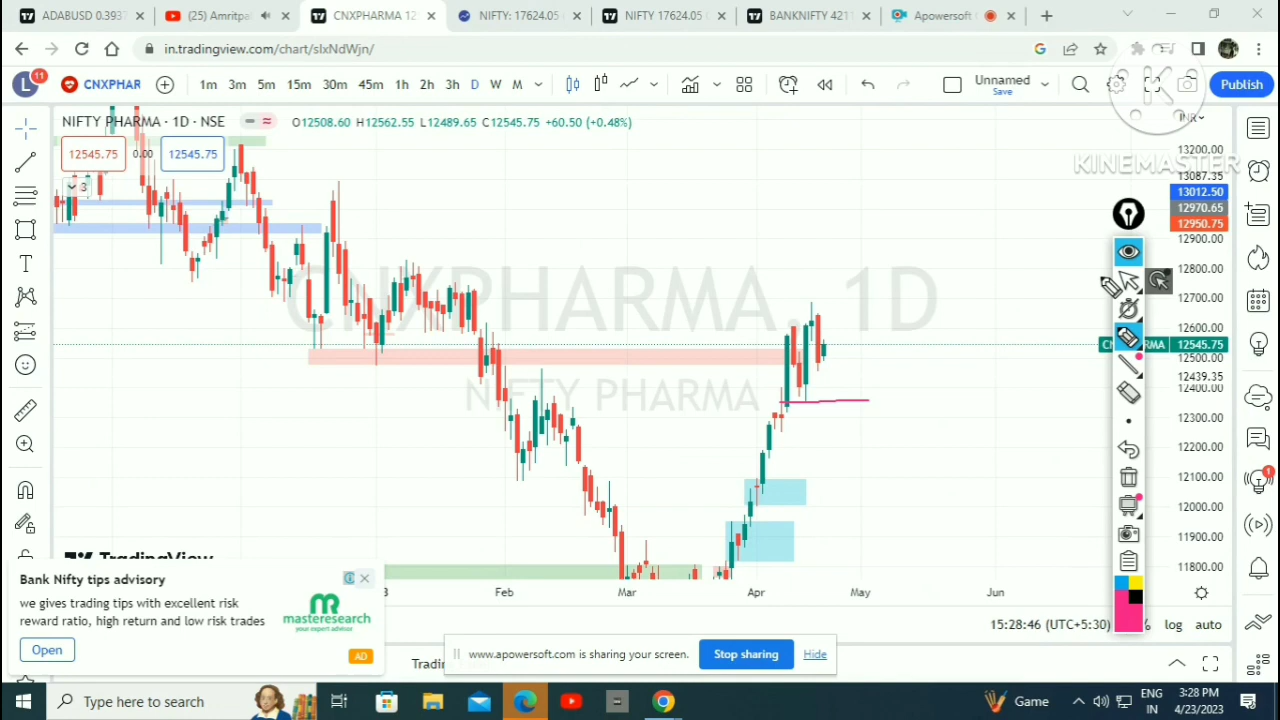 ADABUSD 0.3937
(25) Amritpa
CNXPHARMA 12
NIFTY: 17624.05
NIFTY 17624.05
BANKNIFTY 4211
Apowersoft
in.tradingview.com/chart/slxNdWjn/
L 11
CNXPHAR
1m 3m 5m 15m 30m 45m 1h 2h 3h D W M
Unnamed
Save
Publish
NIFTY PHARMA · 1D · NSE
O12508.60 H12562.55 L12489.65 C12545.75 +60.50 (+0.48%)
INR
12545.75 0.00 12545.75
3
KINEMASTER
13200.00
13087.35
13012.50
12970.65
12950.75
12900.00
12800.00
12700.00
12600.00
12545.75
12500.00
12439.35
12400.00
12300.00
12200.00
12100.00
12000.00
11900.00
11800.00
CNXPHARMA, 1D
NIFTY PHARMA
TradingView
3 Feb Mar Apr May Jun
15:28:46 (UTC+5:30) % log auto
Bank Nifty tips advisory
we gives trading tips with excellent risk
reward ratio, high return and low risk trades
masteresearch
your expert advisor
Open
AD
www.apowersoft.com is sharing your screen.
Stop sharing
Hide
Type here to search
Game
ENG
IN
3:28 PM
4/23/2023